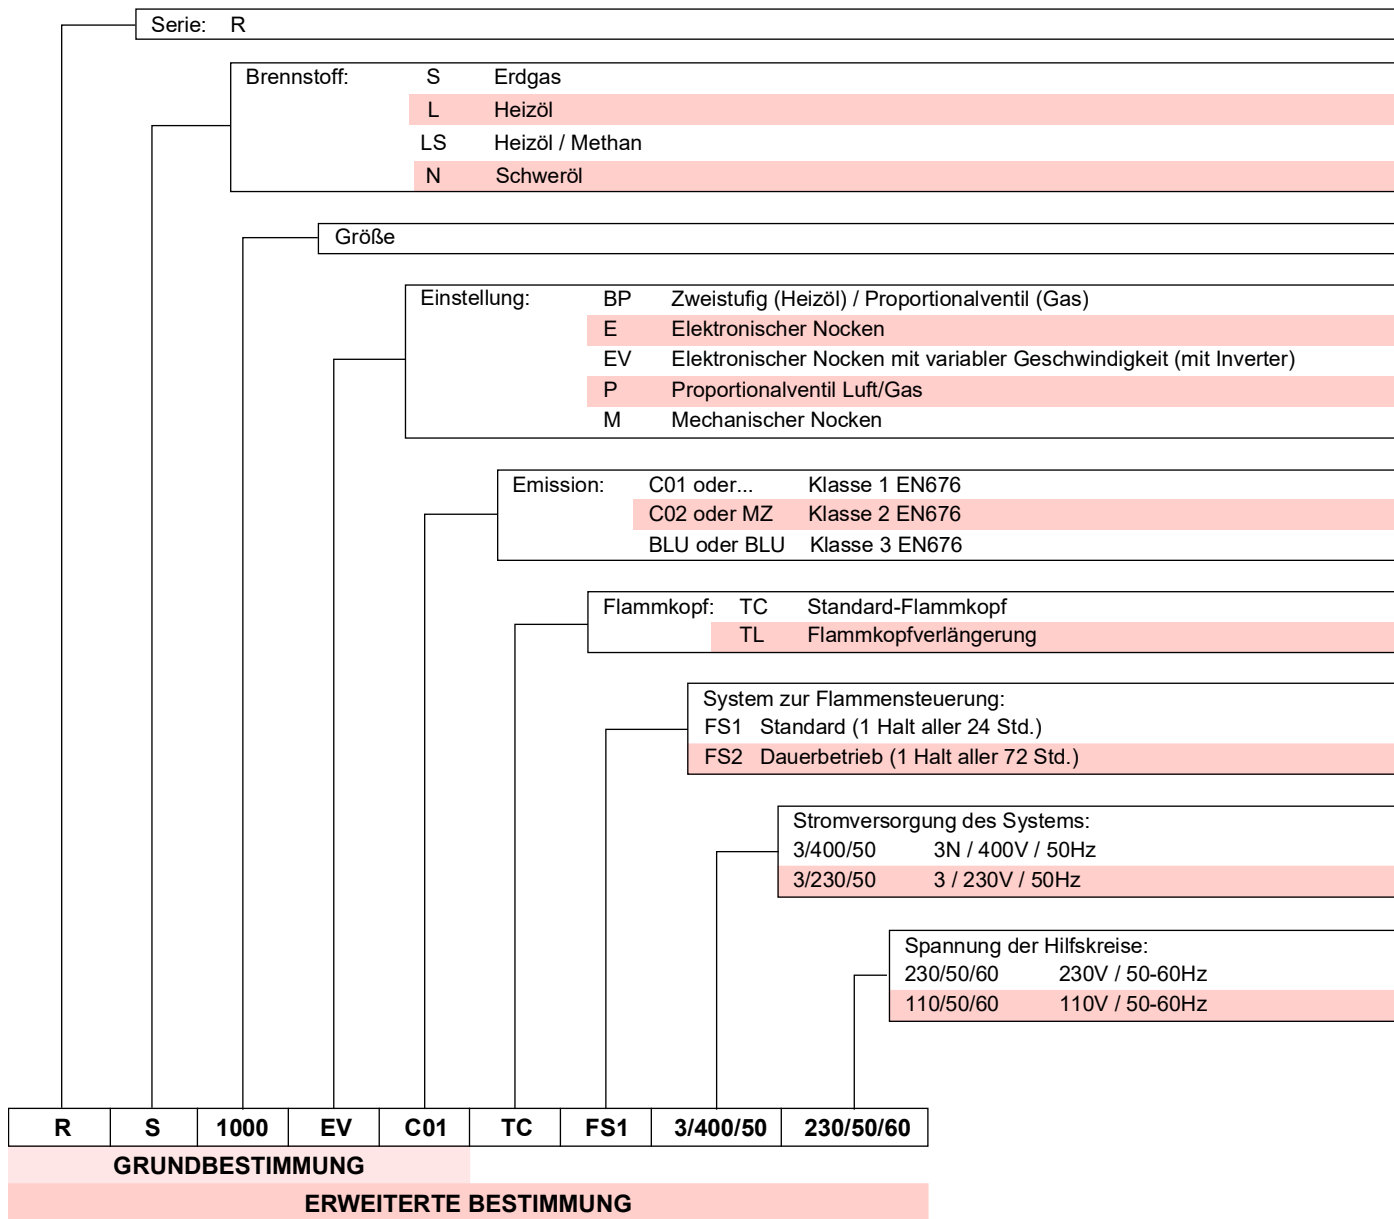 Serie: R
Brennstoff: S Erdgas
L Heizöl
LS Heizöl / Methan
N Schweröl
Größe
Einstellung: BP Zweistufig (Heizöl) / Proportionalventil (Gas)
E Elektronischer Nocken
EV Elektronischer Nocken mit variabler Geschwindigkeit (mit Inverter)
P Proportionalventil Luft/Gas
M Mechanischer Nocken
Emission: C01 oder... Klasse 1 EN676
C02 oder MZ Klasse 2 EN676
BLU oder BLU Klasse 3 EN676
Flammkopf: TC Standard-Flammkopf
TL Flammkopfverlängerung
System zur Flammensteuerung:
FS1 Standard (1 Halt aller 24 Std.)
FS2 Dauerbetrieb (1 Halt aller 72 Std.)
Stromversorgung des Systems:
3/400/50 3N / 400V / 50Hz
3/230/50 3 / 230V / 50Hz
Spannung der Hilfskreise:
230/50/60 230V / 50-60Hz
110/50/60 110V / 50-60Hz
R S 1000 EV C01 TC FS1 3/400/50 230/50/60
GRUNDBESTIMMUNG
ERWEITERTE BESTIMMUNG